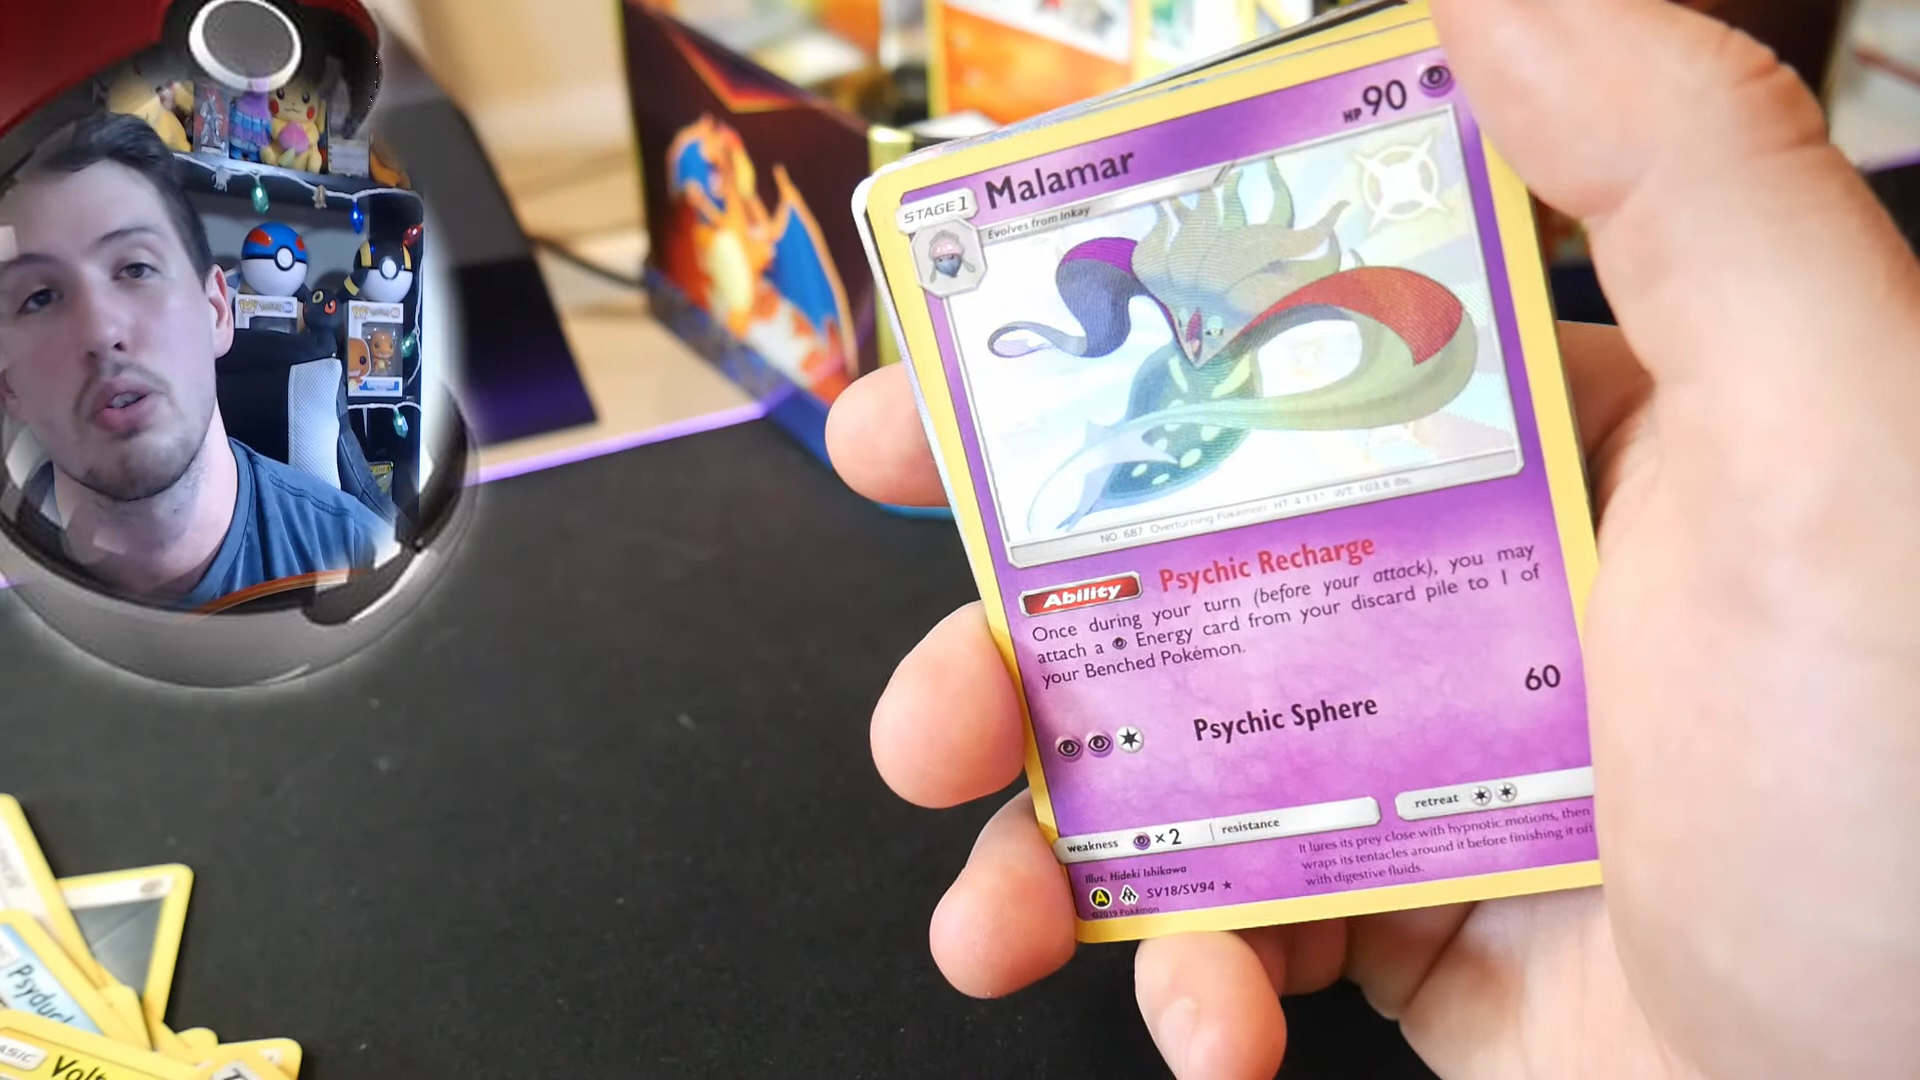 STAGE 1
Malamar
HP 90
Evolves from Inkay
NO. 687 Overturning Pokémon HT. 4'11" WT. 103.6 lbs.
Ability Psychic Recharge
Once during your turn (before your attack), you may
attach a Energy card from your discard pile to 1 of
your Benched Pokémon.
Psychic Sphere 60
weakness ×2 resistance
retreat
It lures its prey close with hypnotic motions, then
wraps its tentacles around it before finishing it off
with digestive fluids.
Illus. Hideki Ishikawa
A SV18/SV94
©2019 Pokémon
Psyduck
BASIC